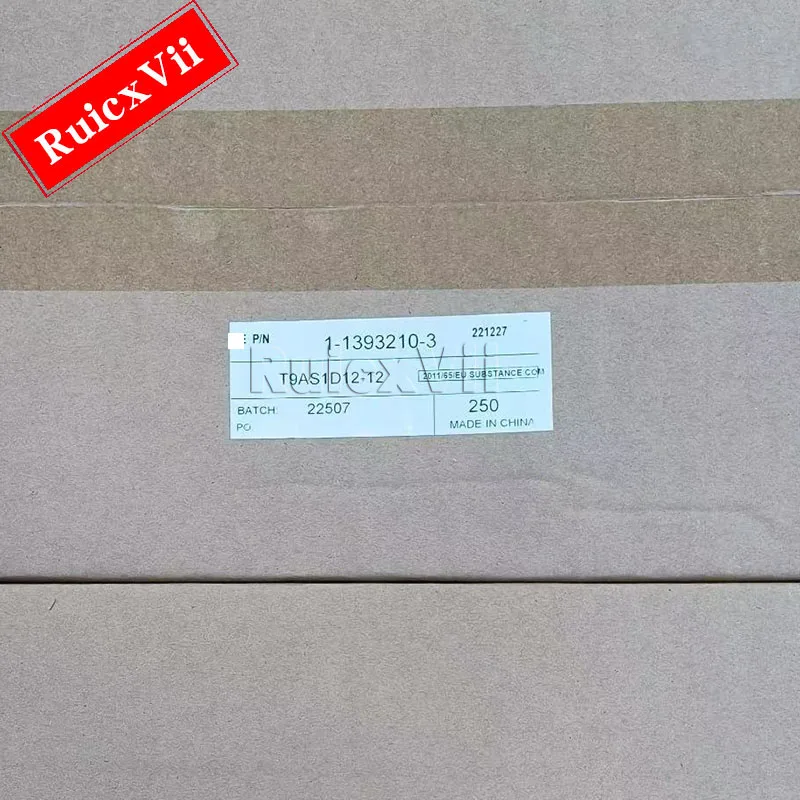 RuicxVii
E P/N 1-1393210-3 221227
RuicxVii
T9AS1D12-12 2011/65/EU.SUBSTANCE.COM
BATCH: 22507 250
PO: MADE IN CHINA